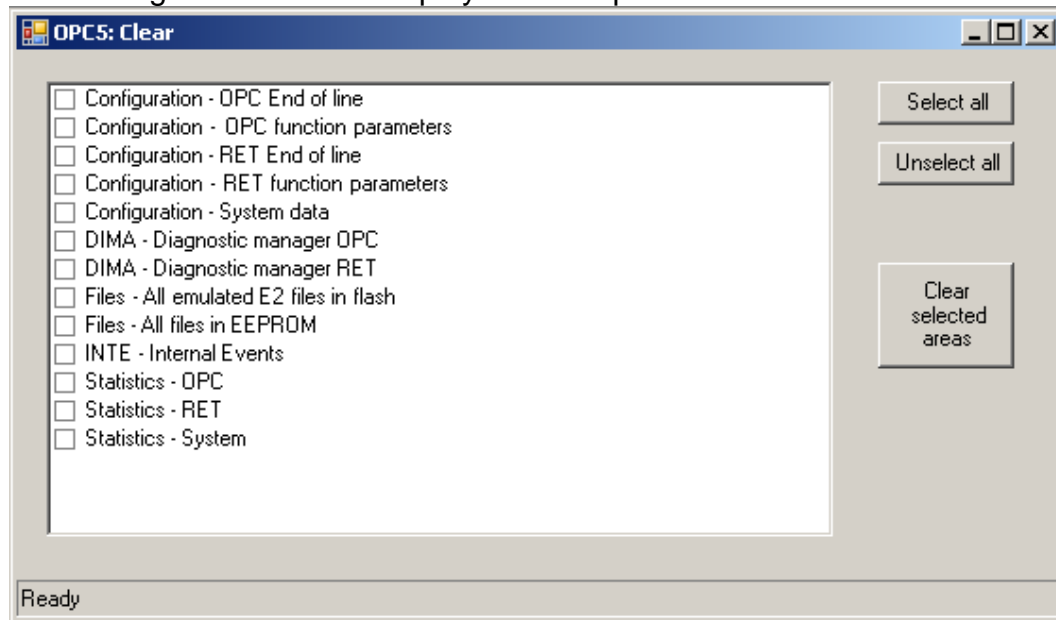 OPC5: Clear
Configuration - OPC End of line
Configuration - OPC function parameters
Configuration - RET End of line
Configuration - RET function parameters
Configuration - System data
DIMA - Diagnostic manager OPC
DIMA - Diagnostic manager RET
Files - All emulated E2 files in flash
Files - All files in EEPROM
INTE - Internal Events
Statistics - OPC
Statistics - RET
Statistics - System
Select all
Unselect all
Clear
selected
areas
Ready